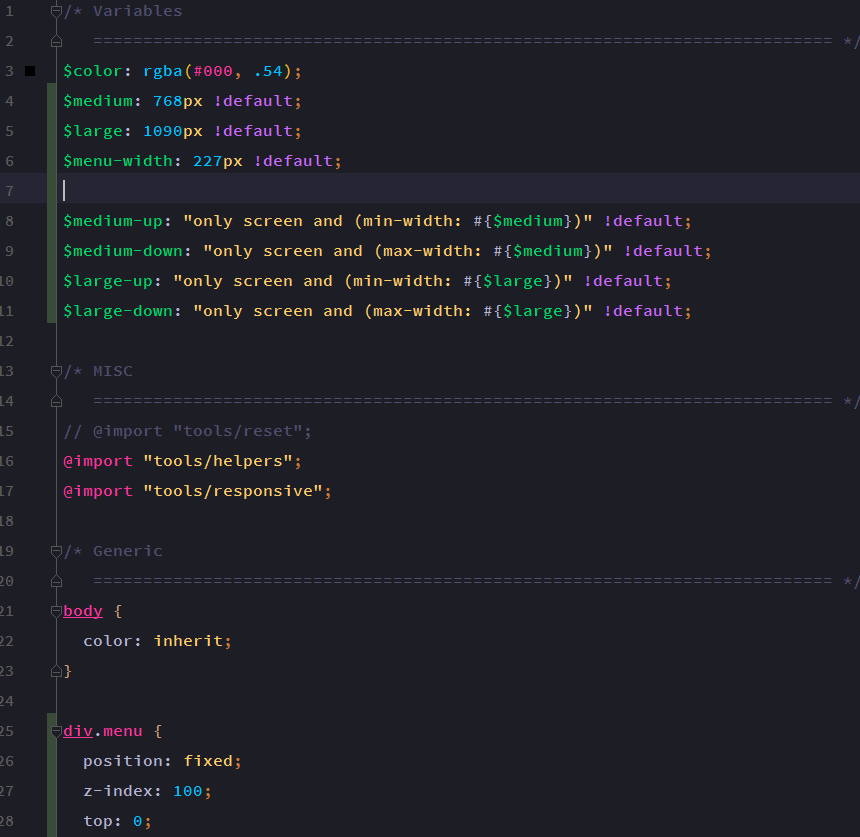 1 /* Variables
2 ========================================================================== */
3 $color: rgba(#000, .54);
4 $medium: 768px !default;
5 $large: 1090px !default;
6 $menu-width: 227px !default;
7
8 $medium-up: "only screen and (min-width: #{$medium})" !default;
9 $medium-down: "only screen and (max-width: #{$medium})" !default;
10 $large-up: "only screen and (min-width: #{$large})" !default;
11 $large-down: "only screen and (max-width: #{$large})" !default;
12
13 /* MISC
14 ========================================================================== */
15 // @import "tools/reset";
16 @import "tools/helpers";
17 @import "tools/responsive";
18
19 /* Generic
20 ========================================================================== */
21 body {
22 color: inherit;
23 }
24
25 div.menu {
26 position: fixed;
27 z-index: 100;
28 top: 0;